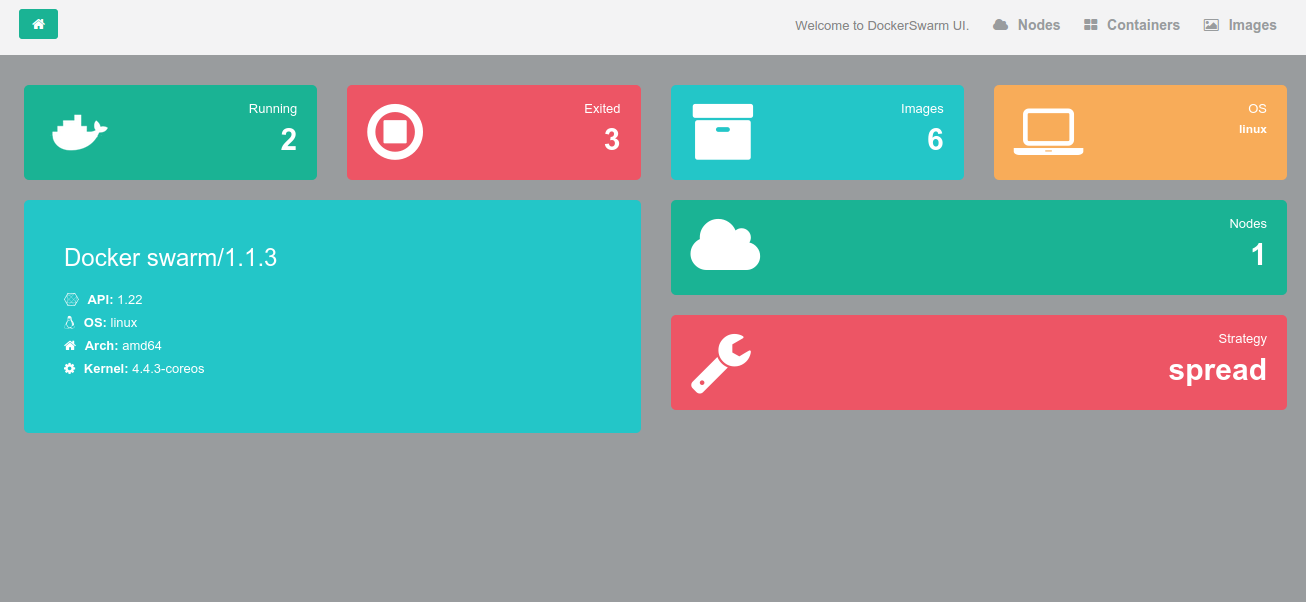 Welcome to DockerSwarm UI. Nodes Containers Images
Running
2
Exited
3
Images
6
OS
linux
Docker swarm/1.1.3
API: 1.22
OS: linux
Arch: amd64
Kernel: 4.4.3-coreos
Nodes
1
Strategy
spread